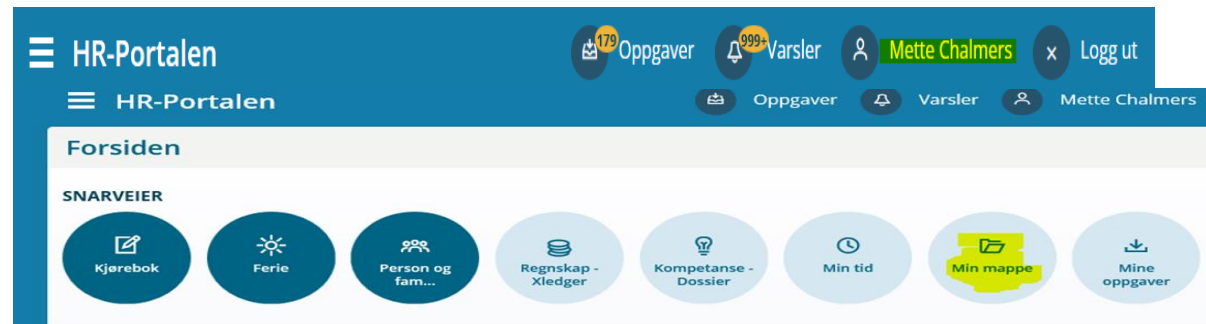 HR-Portalen 179 Oppgaver 999+ Varsler Mette Chalmers x Logg ut
HR-Portalen Oppgaver Varsler Mette Chalmers
Forsiden
SNARVEIER
Kjørebok
Ferie
Person og
fam...
Regnskap -
Xledger
Kompetanse -
Dossier
Min tid
Min mappe
Mine
oppgaver